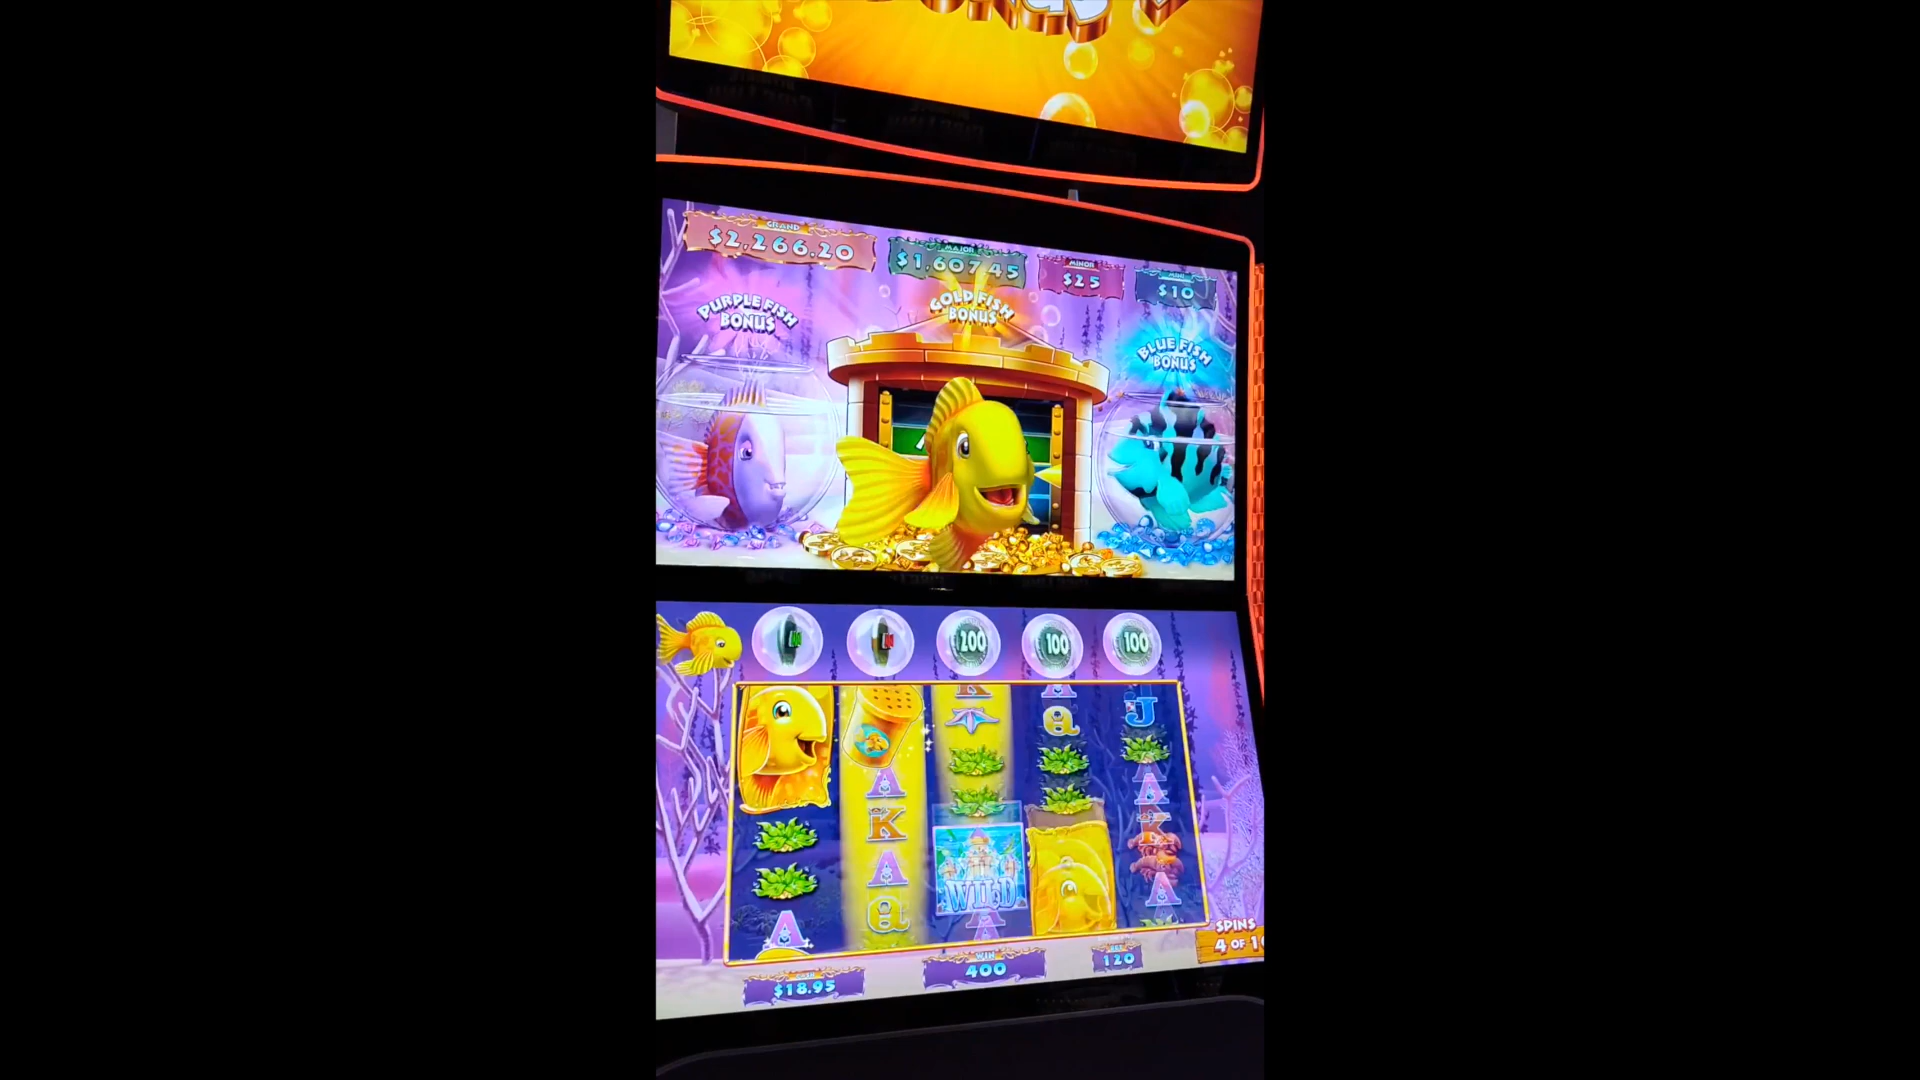 GRAND
$2,266.20
MAJOR
$1,607.45
MINOR
$25
MINI
$10
PURPLE FISH
BONUS
GOLD FISH
BONUS
BLUE FISH
BONUS
200
100
100
K
A
J
Q
A
A
K
K
A
A
WILD
A
Q
A
A
SPINS
4 OF 1
WIN
400
BET
120
$18.95